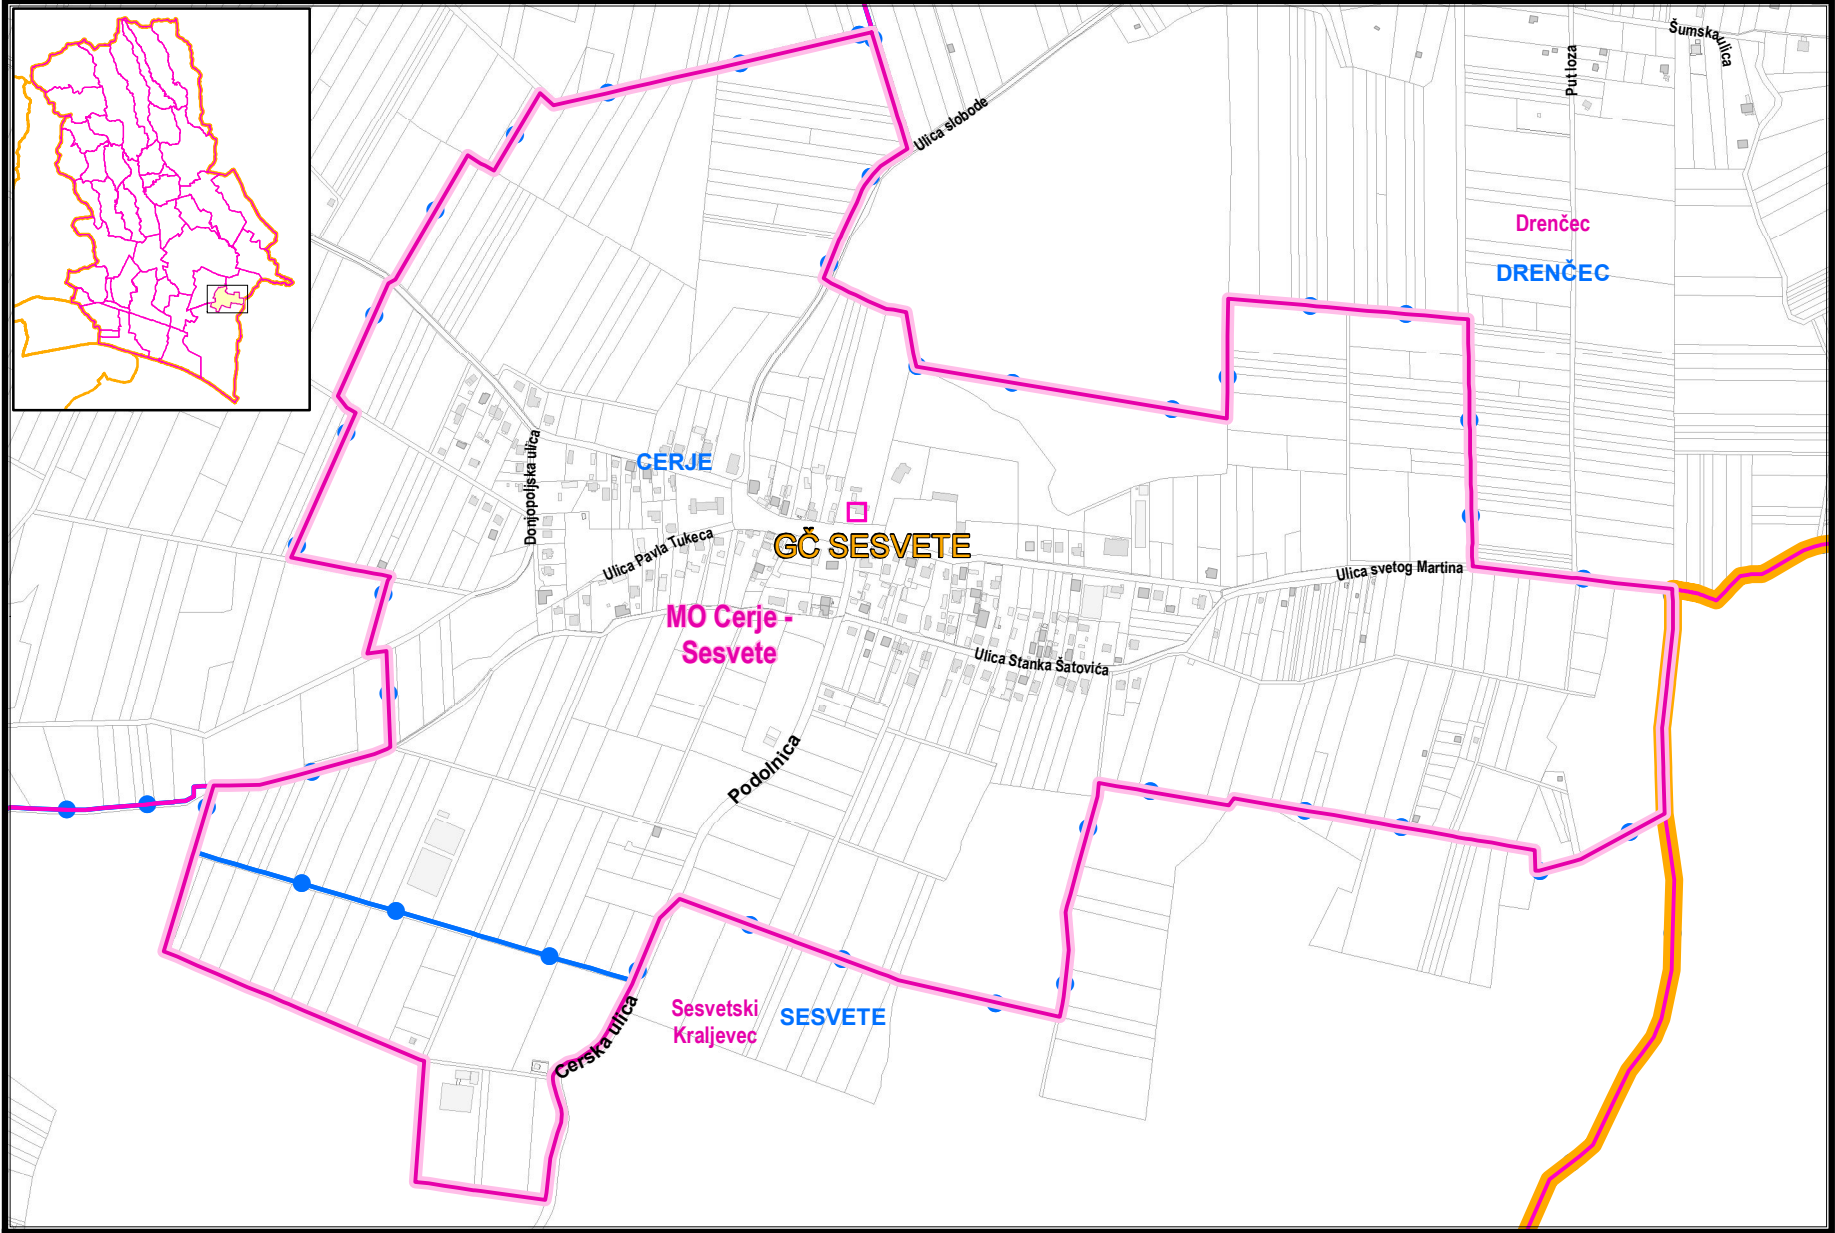 Šumska ulica
Put loza
Ulica slobode
Drenčec
DRENČEC
Donjopoljska ulica
CERJE
Ulica Pavla Tukeca
GČ SESVETE
Ulica svetog Martina
MO Cerje -
Sesvete
Ulica Stanka Šatovića
Podolnica
Cerska ulica
Sesvetski
Kraljevec
SESVETE